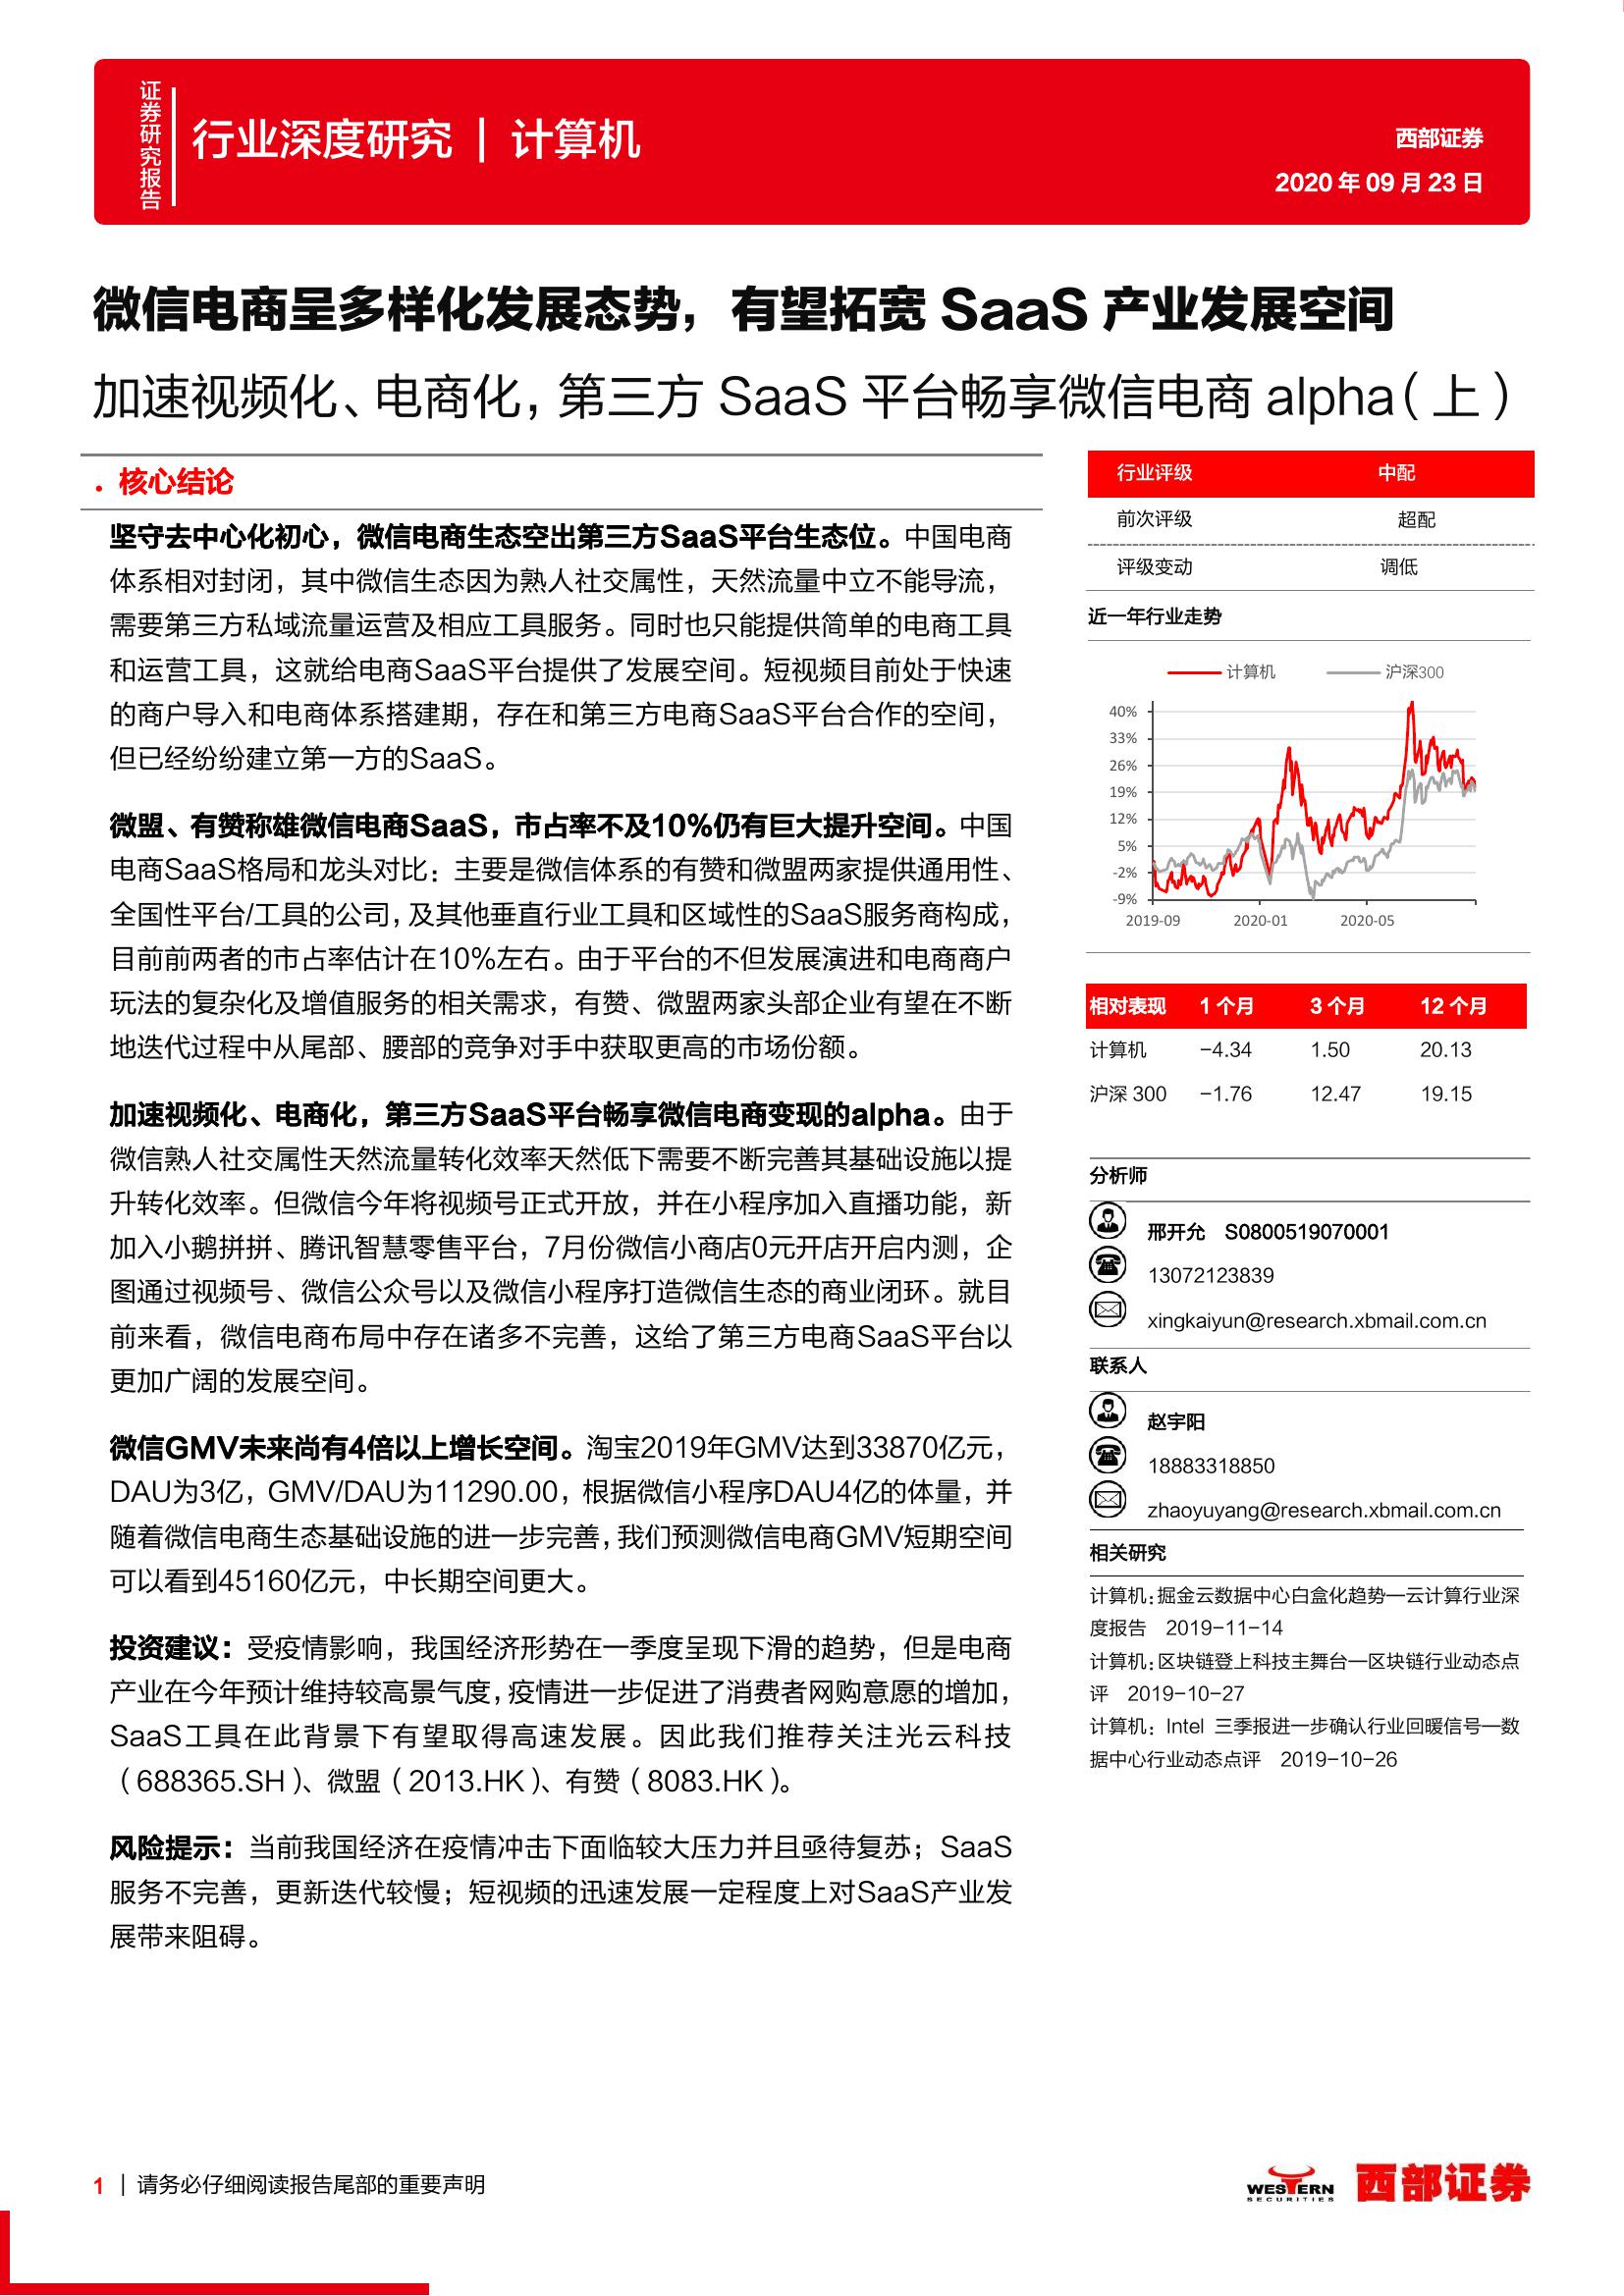 证券研究报告
行业深度研究 | 计算机
西部证券
2020 年 09 月 23 日
微信电商呈多样化发展态势，有望拓宽 SaaS 产业发展空间
加速视频化、电商化，第三方 SaaS 平台畅享微信电商 alpha（上）
• 核心结论
坚守去中心化初心，微信电商生态空出第三方SaaS平台生态位。中国电商
体系相对封闭，其中微信生态因为熟人社交属性，天然流量中立不能导流，
需要第三方私域流量运营及相应工具服务。同时也只能提供简单的电商工具
和运营工具，这就给电商SaaS平台提供了发展空间。短视频目前处于快速
的商户导入和电商体系搭建期，存在和第三方电商SaaS平台合作的空间，
但已经纷纷建立第一方的SaaS。
微盟、有赞称雄微信电商SaaS，市占率不及10%仍有巨大提升空间。中国
电商SaaS格局和龙头对比：主要是微信体系的有赞和微盟两家提供通用性、
全国性平台/工具的公司，及其他垂直行业工具和区域性的SaaS服务商构成，
目前前两者的市占率估计在10%左右。由于平台的不但发展演进和电商商户
玩法的复杂化及增值服务的相关需求，有赞、微盟两家头部企业有望在不断
地迭代过程中从尾部、腰部的竞争对手中获取更高的市场份额。
加速视频化、电商化，第三方SaaS平台畅享微信电商变现的alpha。由于
微信熟人社交属性天然流量转化效率天然低下需要不断完善其基础设施以提
升转化效率。但微信今年将视频号正式开放，并在小程序加入直播功能，新
加入小鹅拼拼、腾讯智慧零售平台，7月份微信小商店0元开店开启内测，企
图通过视频号、微信公众号以及微信小程序打造微信生态的商业闭环。就目
前来看，微信电商布局中存在诸多不完善，这给了第三方电商SaaS平台以
更加广阔的发展空间。
微信GMV未来尚有4倍以上增长空间。淘宝2019年GMV达到33870亿元，
DAU为3亿，GMV/DAU为11290.00，根据微信小程序DAU4亿的体量，并
随着微信电商生态基础设施的进一步完善，我们预测微信电商GMV短期空间
可以看到45160亿元，中长期空间更大。
投资建议：受疫情影响，我国经济形势在一季度呈现下滑的趋势，但是电商
产业在今年预计维持较高景气度，疫情进一步促进了消费者网购意愿的增加，
SaaS工具在此背景下有望取得高速发展。因此我们推荐关注光云科技
（688365.SH）、微盟（2013.HK）、有赞（8083.HK）。
风险提示：当前我国经济在疫情冲击下面临较大压力并且亟待复苏；SaaS
服务不完善，更新迭代较慢；短视频的迅速发展一定程度上对SaaS产业发
展带来阻碍。
行业评级 中配
前次评级 超配
评级变动 调低
近一年行业走势
计算机 沪深300
40%
33%
26%
19%
12%
5%
-2%
-9%
2019-09 2020-01 2020-05
相对表现 1 个月 3 个月 12 个月
计算机 -4.34 1.50 20.13
沪深 300 -1.76 12.47 19.15
分析师
邢开允 S0800519070001
13072123839
xingkaiyun@research.xbmail.com.cn
联系人
赵宇阳
18883318850
zhaoyuyang@research.xbmail.com.cn
相关研究
计算机：掘金云数据中心白盒化趋势—云计算行业深
度报告 2019-11-14
计算机：区块链登上科技主舞台—区块链行业动态点
评 2019-10-27
计算机：Intel 三季报进一步确认行业回暖信号—数
据中心行业动态点评 2019-10-26
1 | 请务必仔细阅读报告尾部的重要声明
WESTERN
SECURITIES
西部证券